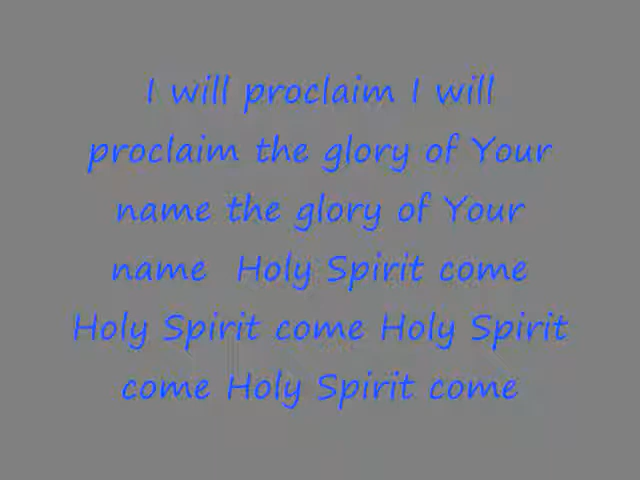 I will proclaim I will
proclaim the glory of Your
name the glory of Your
name Holy Spirit come
Holy Spirit come Holy Spirit
come Holy Spirit come